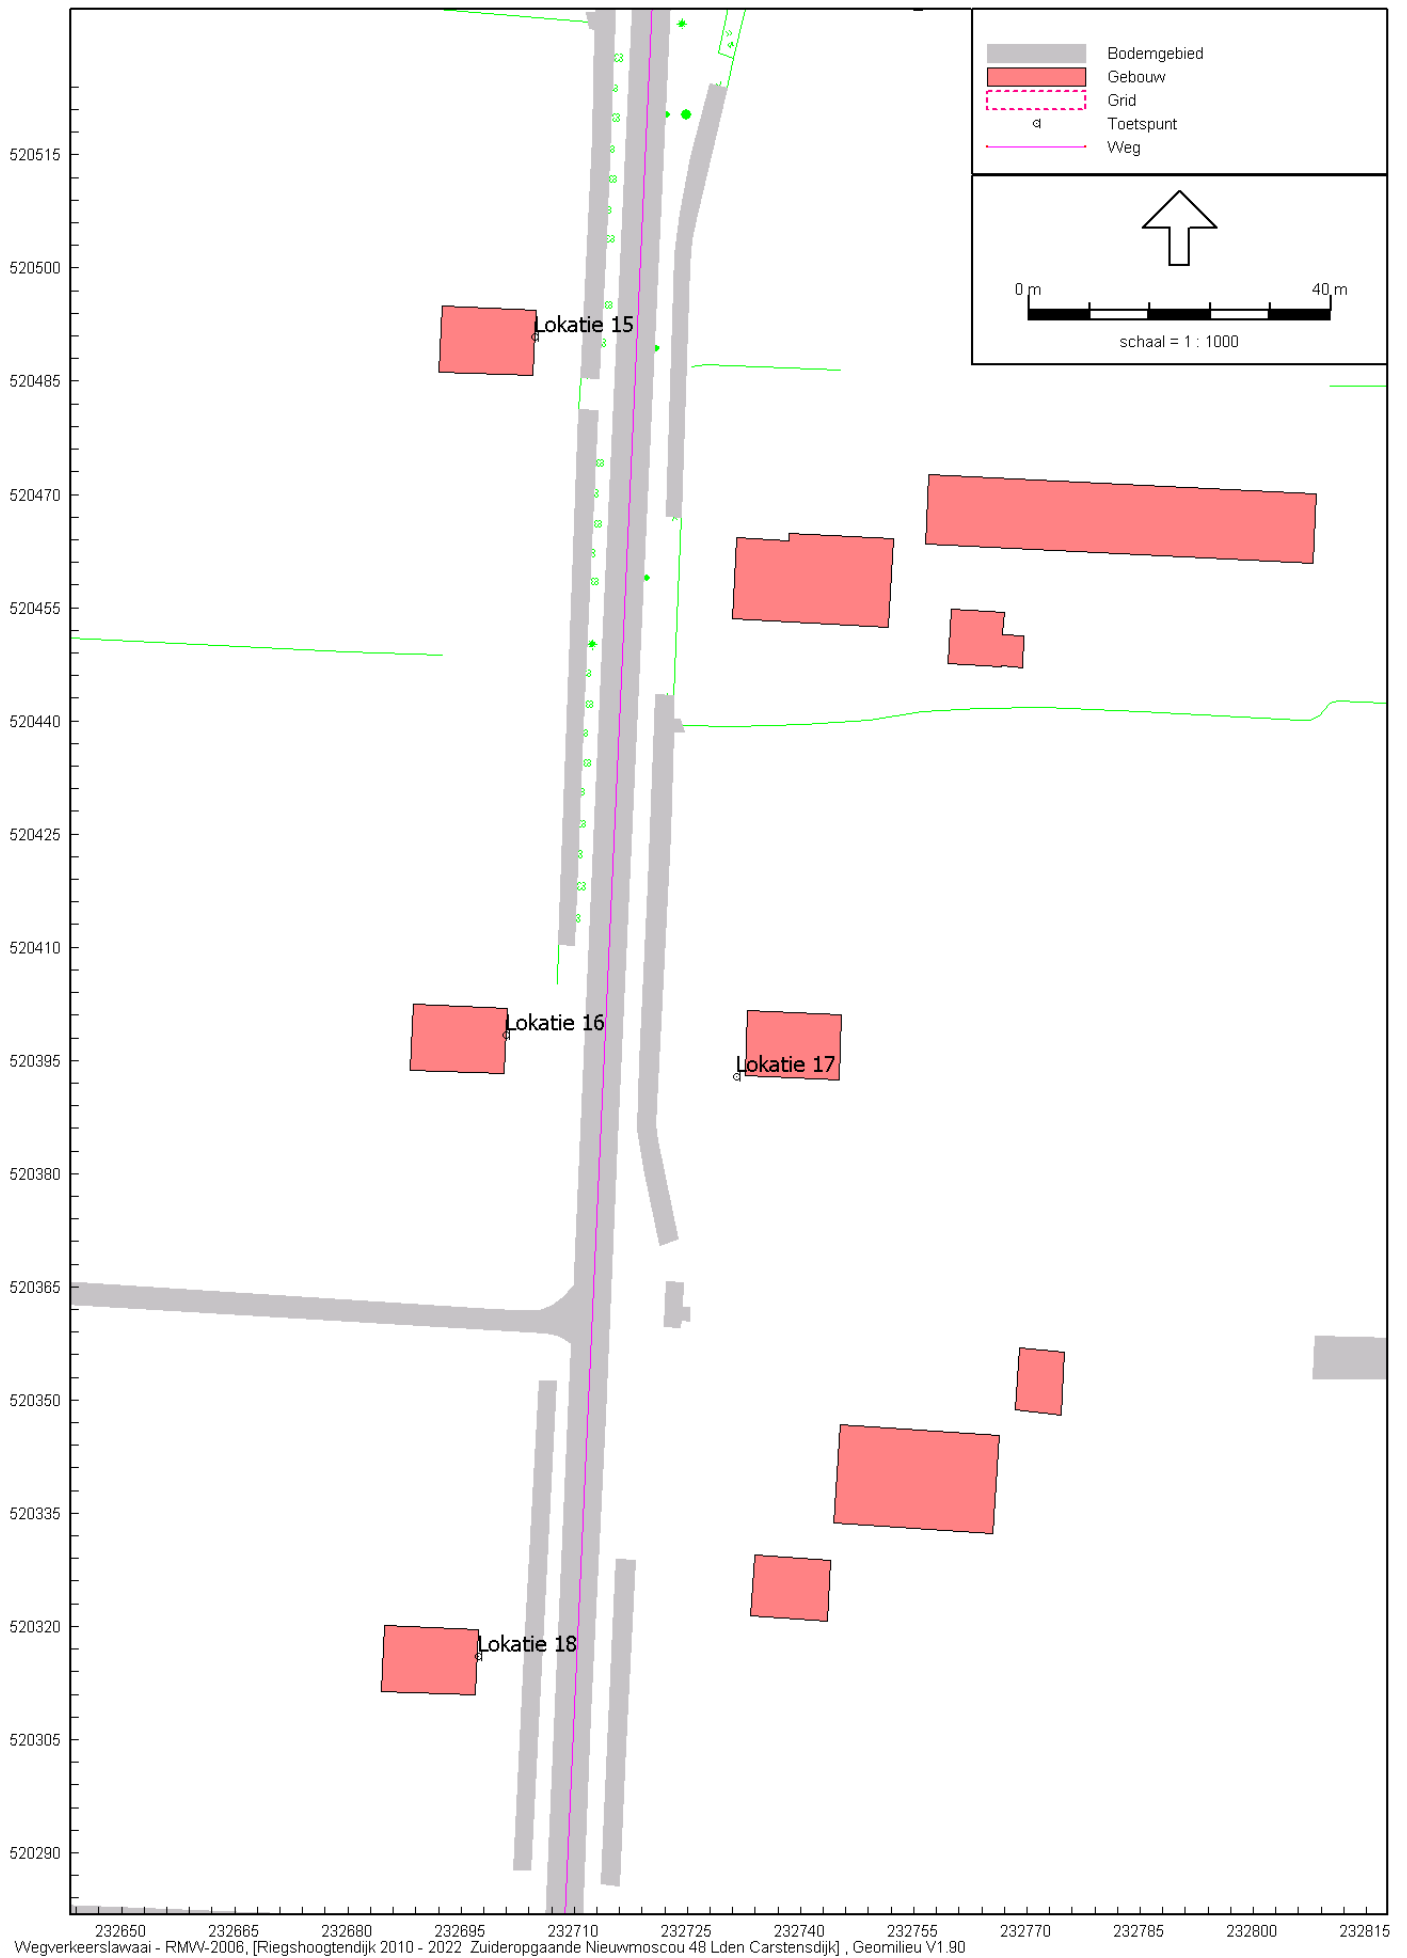 Bodemgebied
Gebouw
Grid
Toetspunt
Weg
0 m 40 m
schaal = 1 : 1000
520515
520500
520485
520470
520455
520440
520425
520410
520395
520380
520365
520350
520335
520320
520305
520290
Lokatie 15
Lokatie 16
Lokatie 17
Lokatie 18
232650 232665 232680 232695 232710 232725 232740 232755 232770 232785 232800 232815
Wegverkeerslawaai - RMW-2006, [Riegshoogtendijk 2010 - 2022 Zuideropgaande Nieuwmoscou 48 Lden Carstensdijk] , Geomilieu V1.90